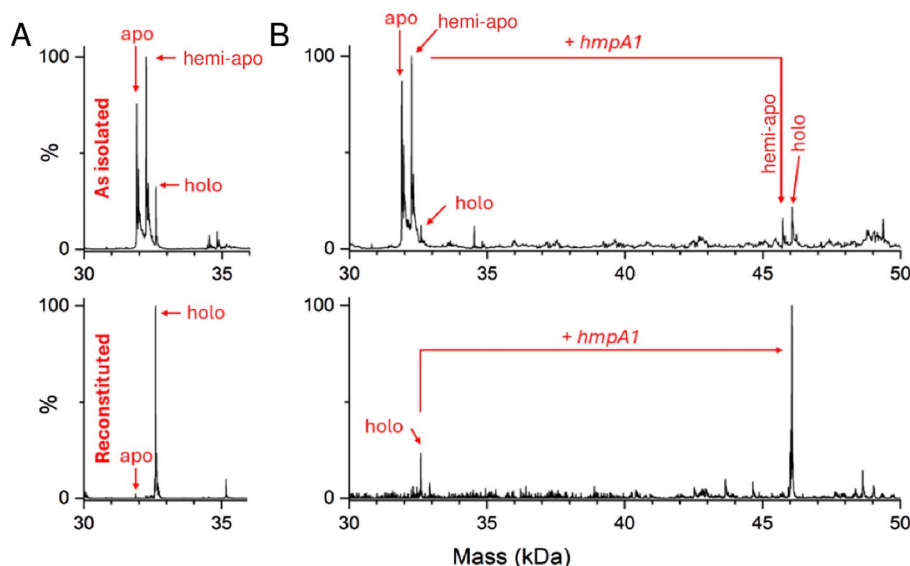 A
apo
hemi-apo
holo
As isolated
%
100
0
30
35
B
apo
hemi-apo
+ hmpA1
holo
hemi-apo
holo
%
100
0
30
35
40
45
50
Reconstituted
apo
holo
%
100
0
30
35
+ hmpA1
holo
%
100
0
30
35
40
45
50
Mass (kDa)